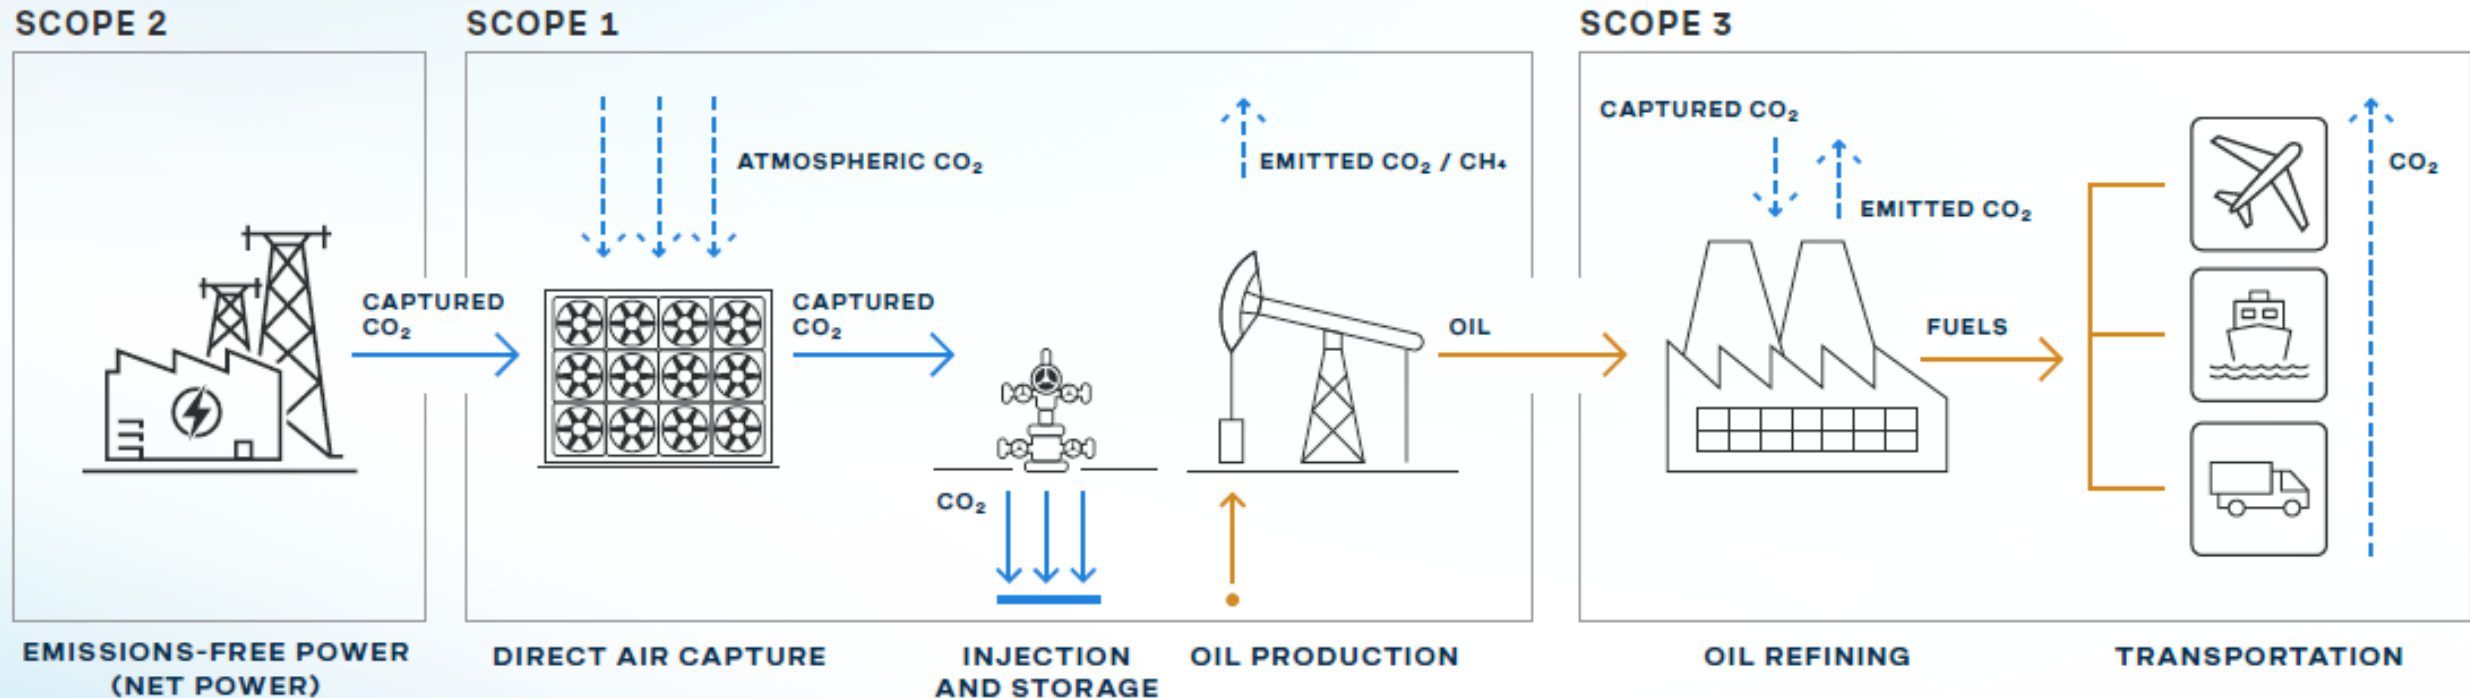 SCOPE 2
EMISSIONS-FREE POWER
(NET POWER)
CAPTURED
CO₂
SCOPE 1
ATMOSPHERIC CO₂
CAPTURED
CO₂
CO₂
EMITTED CO₂ / CH₄
OIL
DIRECT AIR CAPTURE
INJECTION
AND STORAGE
OIL PRODUCTION
SCOPE 3
CAPTURED CO₂
EMITTED CO₂
FUELS
CO₂
OIL REFINING
TRANSPORTATION